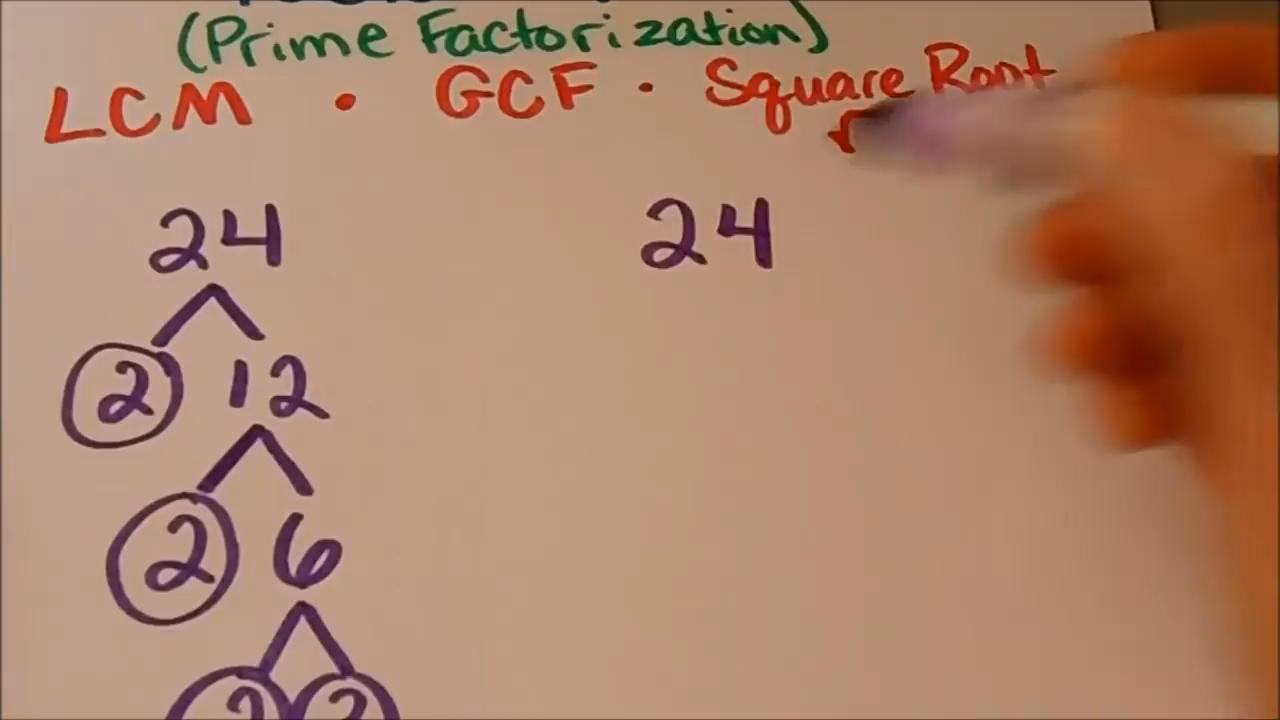 (Prime Factorization)
LCM • GCF • Square Root
√
24 24
2 12
2 6